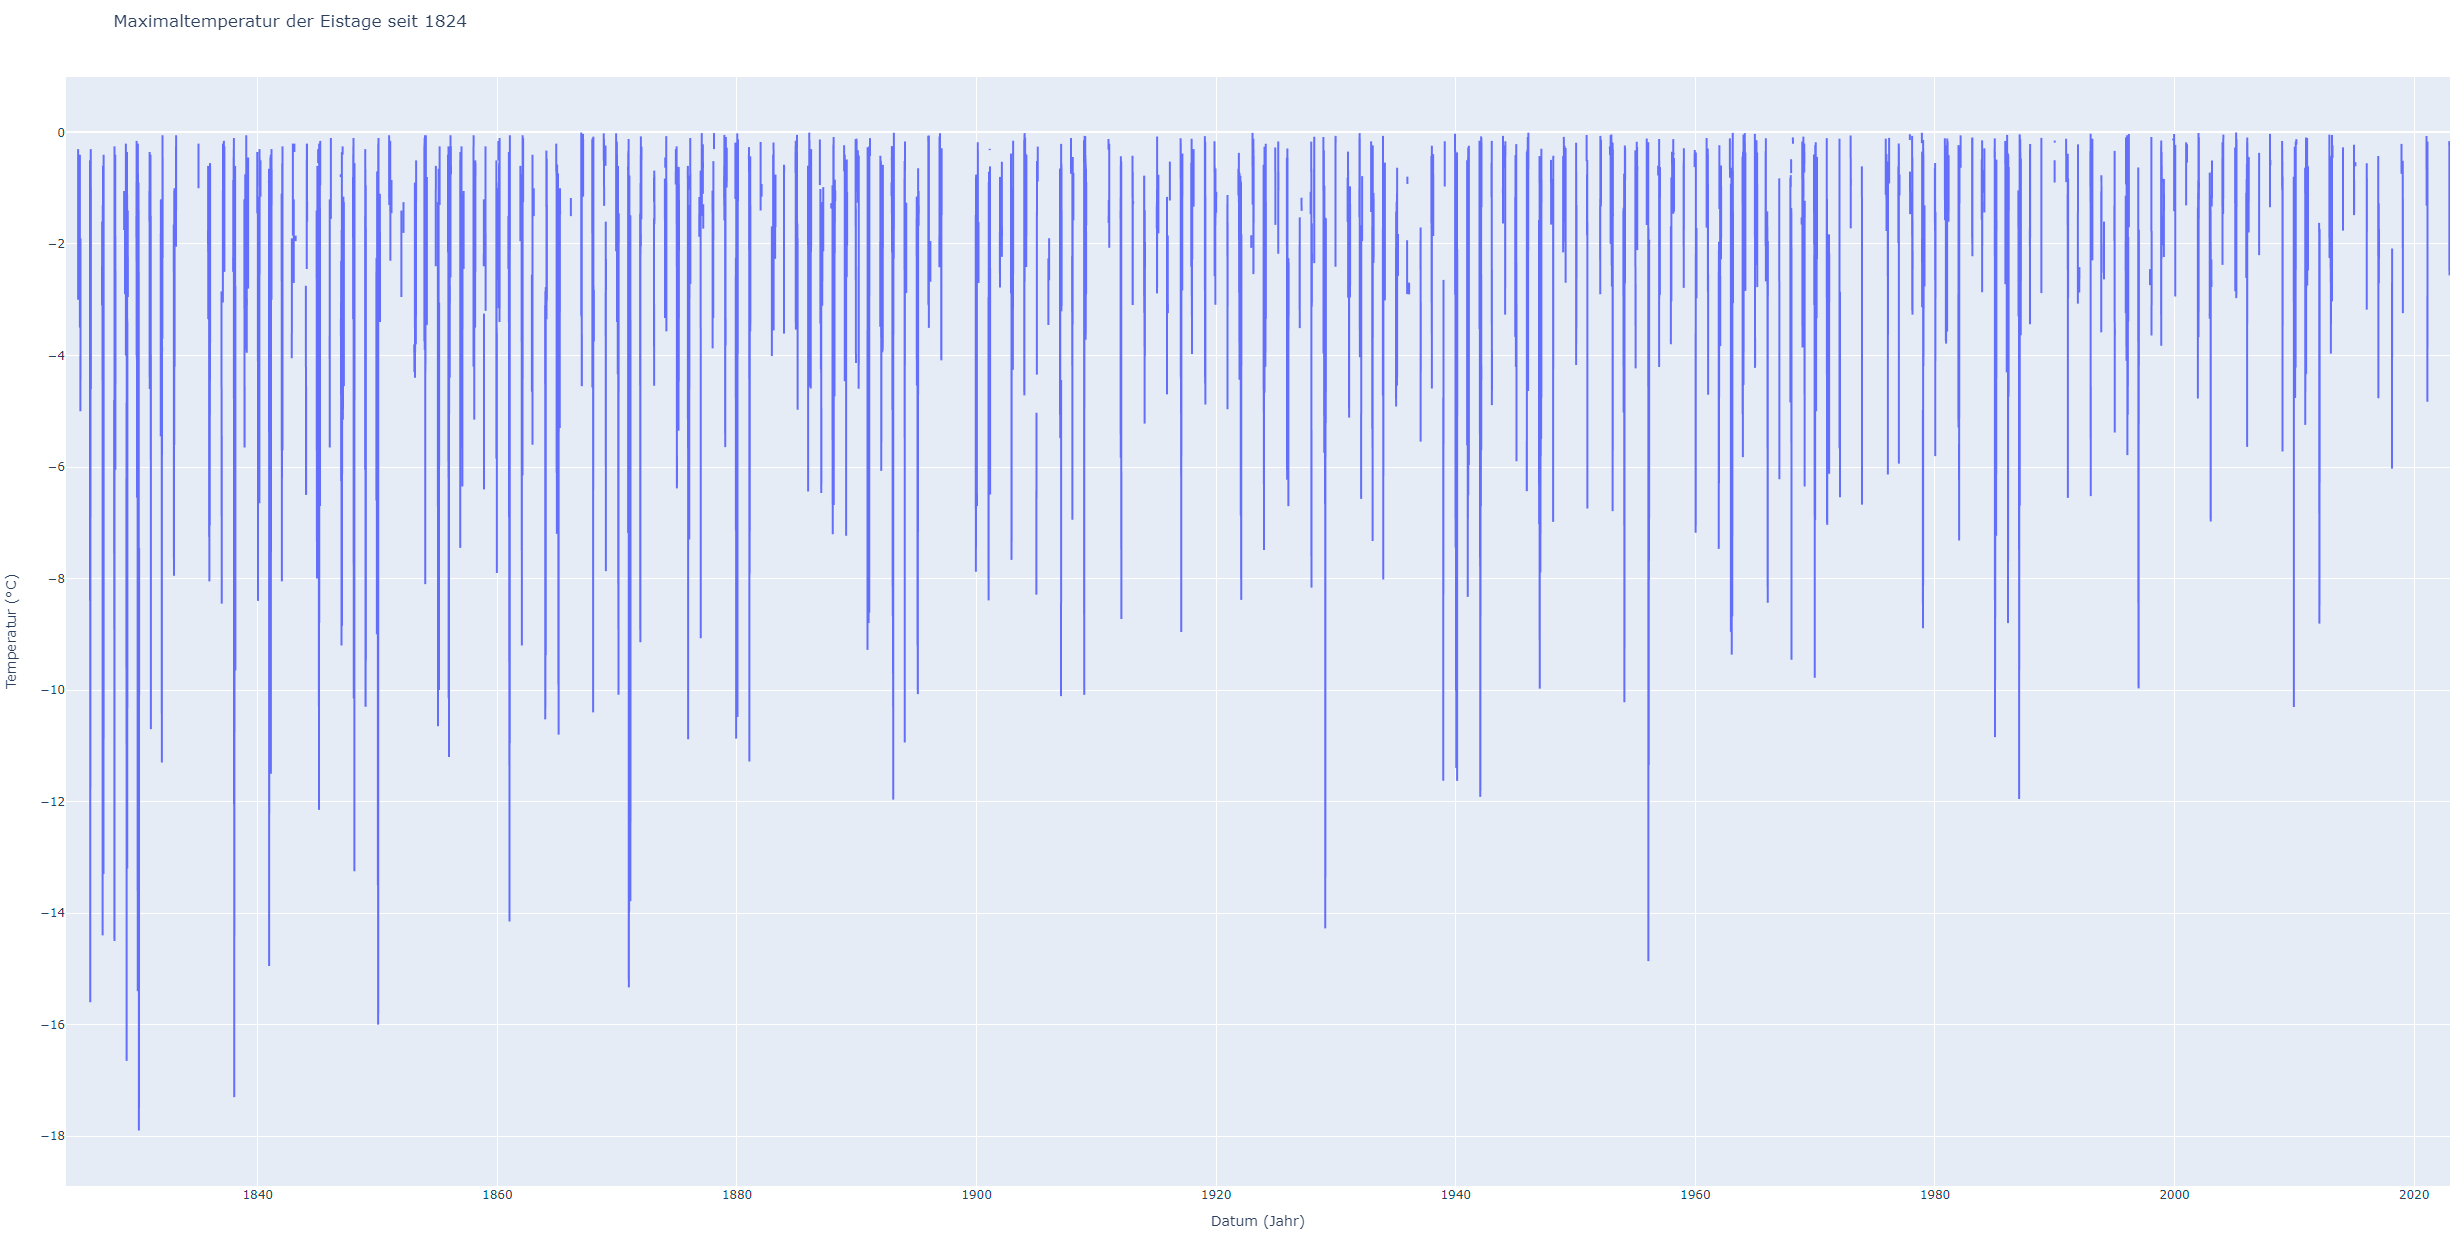 Maximaltemperatur der Eistage seit 1824
0
−2
−4
−6
−8
−10
−12
−14
−16
−18
Temperatur (°C)
1840 1860 1880 1900 1920 1940 1960 1980 2000 2020
Datum (Jahr)